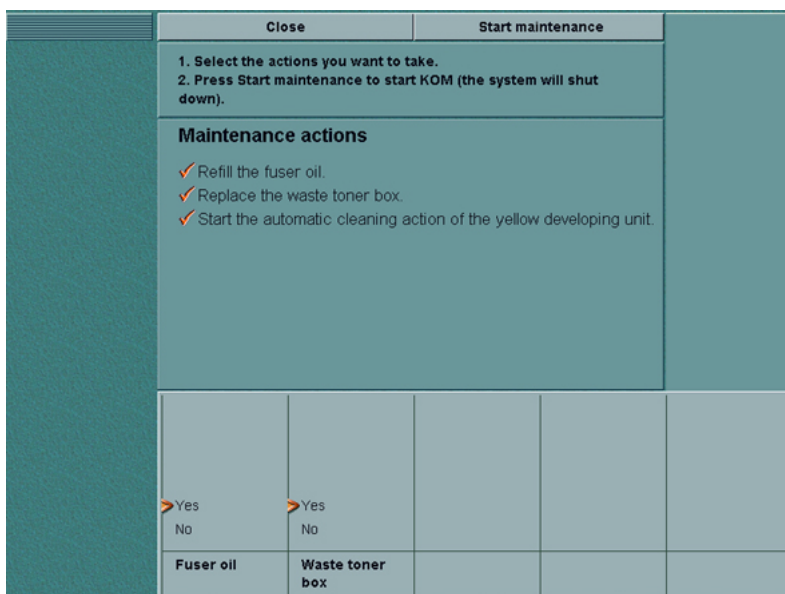 Close
Start maintenance
1. Select the actions you want to take.
2. Press Start maintenance to start KOM (the system will shut
down).
Maintenance actions
Refill the fuser oil.
Replace the waste toner box.
Start the automatic cleaning action of the yellow developing unit.
Yes
No
Fuser oil
Yes
No
Waste toner
box